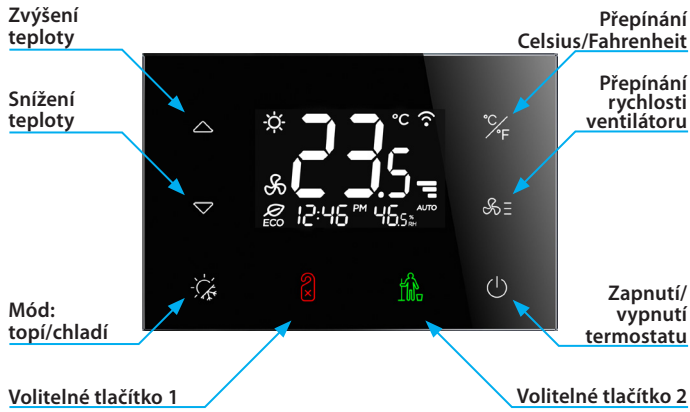 Zvýšení
teploty
Přepínání
Celsius/Fahrenheit
Snížení
teploty
Přepínání
rychlosti
ventilátoru
°C
23.5
ECO
12:46 PM
46.5 %
RH
AUTO
°C/°F
Mód:
topí/chladí
Zapnutí/
vypnutí
termostatu
Volitelné tlačítko 1
Volitelné tlačítko 2